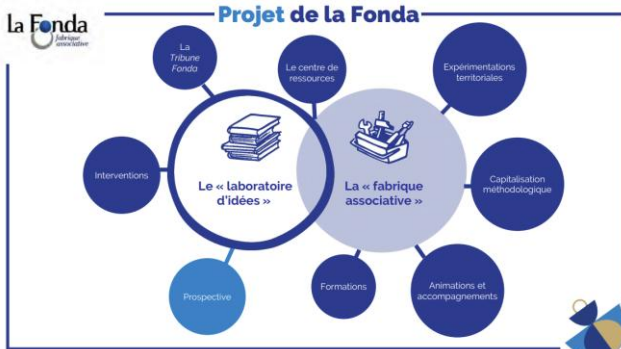 la Fonda
fabrique
associative
Projet de la Fonda
La
Tribune
Fonda
Le centre de
ressources
Expérimentations
territoriales
Interventions
Le « laboratoire
d'idées »
La « fabrique
associative »
Capitalisation
méthodologique
Prospective
Formations
Animations et
accompagnements